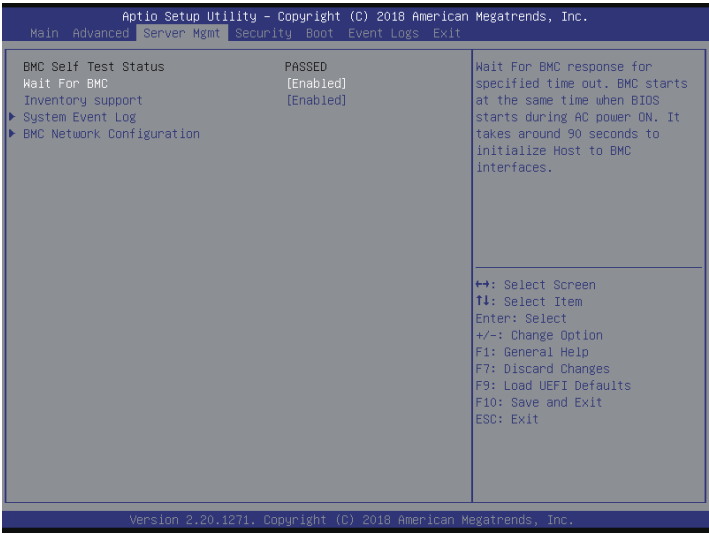 Aptio Setup Utility – Copyright (C) 2018 American Megatrends, Inc.
Main Advanced Server Mgmt Security Boot Event Logs Exit
BMC Self Test Status PASSED
Wait For BMC [Enabled]
Inventory support [Enabled]
System Event Log
BMC Network Configuration
Wait For BMC response for
specified time out. BMC starts
at the same time when BIOS
starts during AC power ON. It
takes around 90 seconds to
initialize Host to BMC
interfaces.
↔: Select Screen
↑↓: Select Item
Enter: Select
+/-: Change Option
F1: General Help
F7: Discard Changes
F9: Load UEFI Defaults
F10: Save and Exit
ESC: Exit
Version 2.20.1271. Copyright (C) 2018 American Megatrends, Inc.